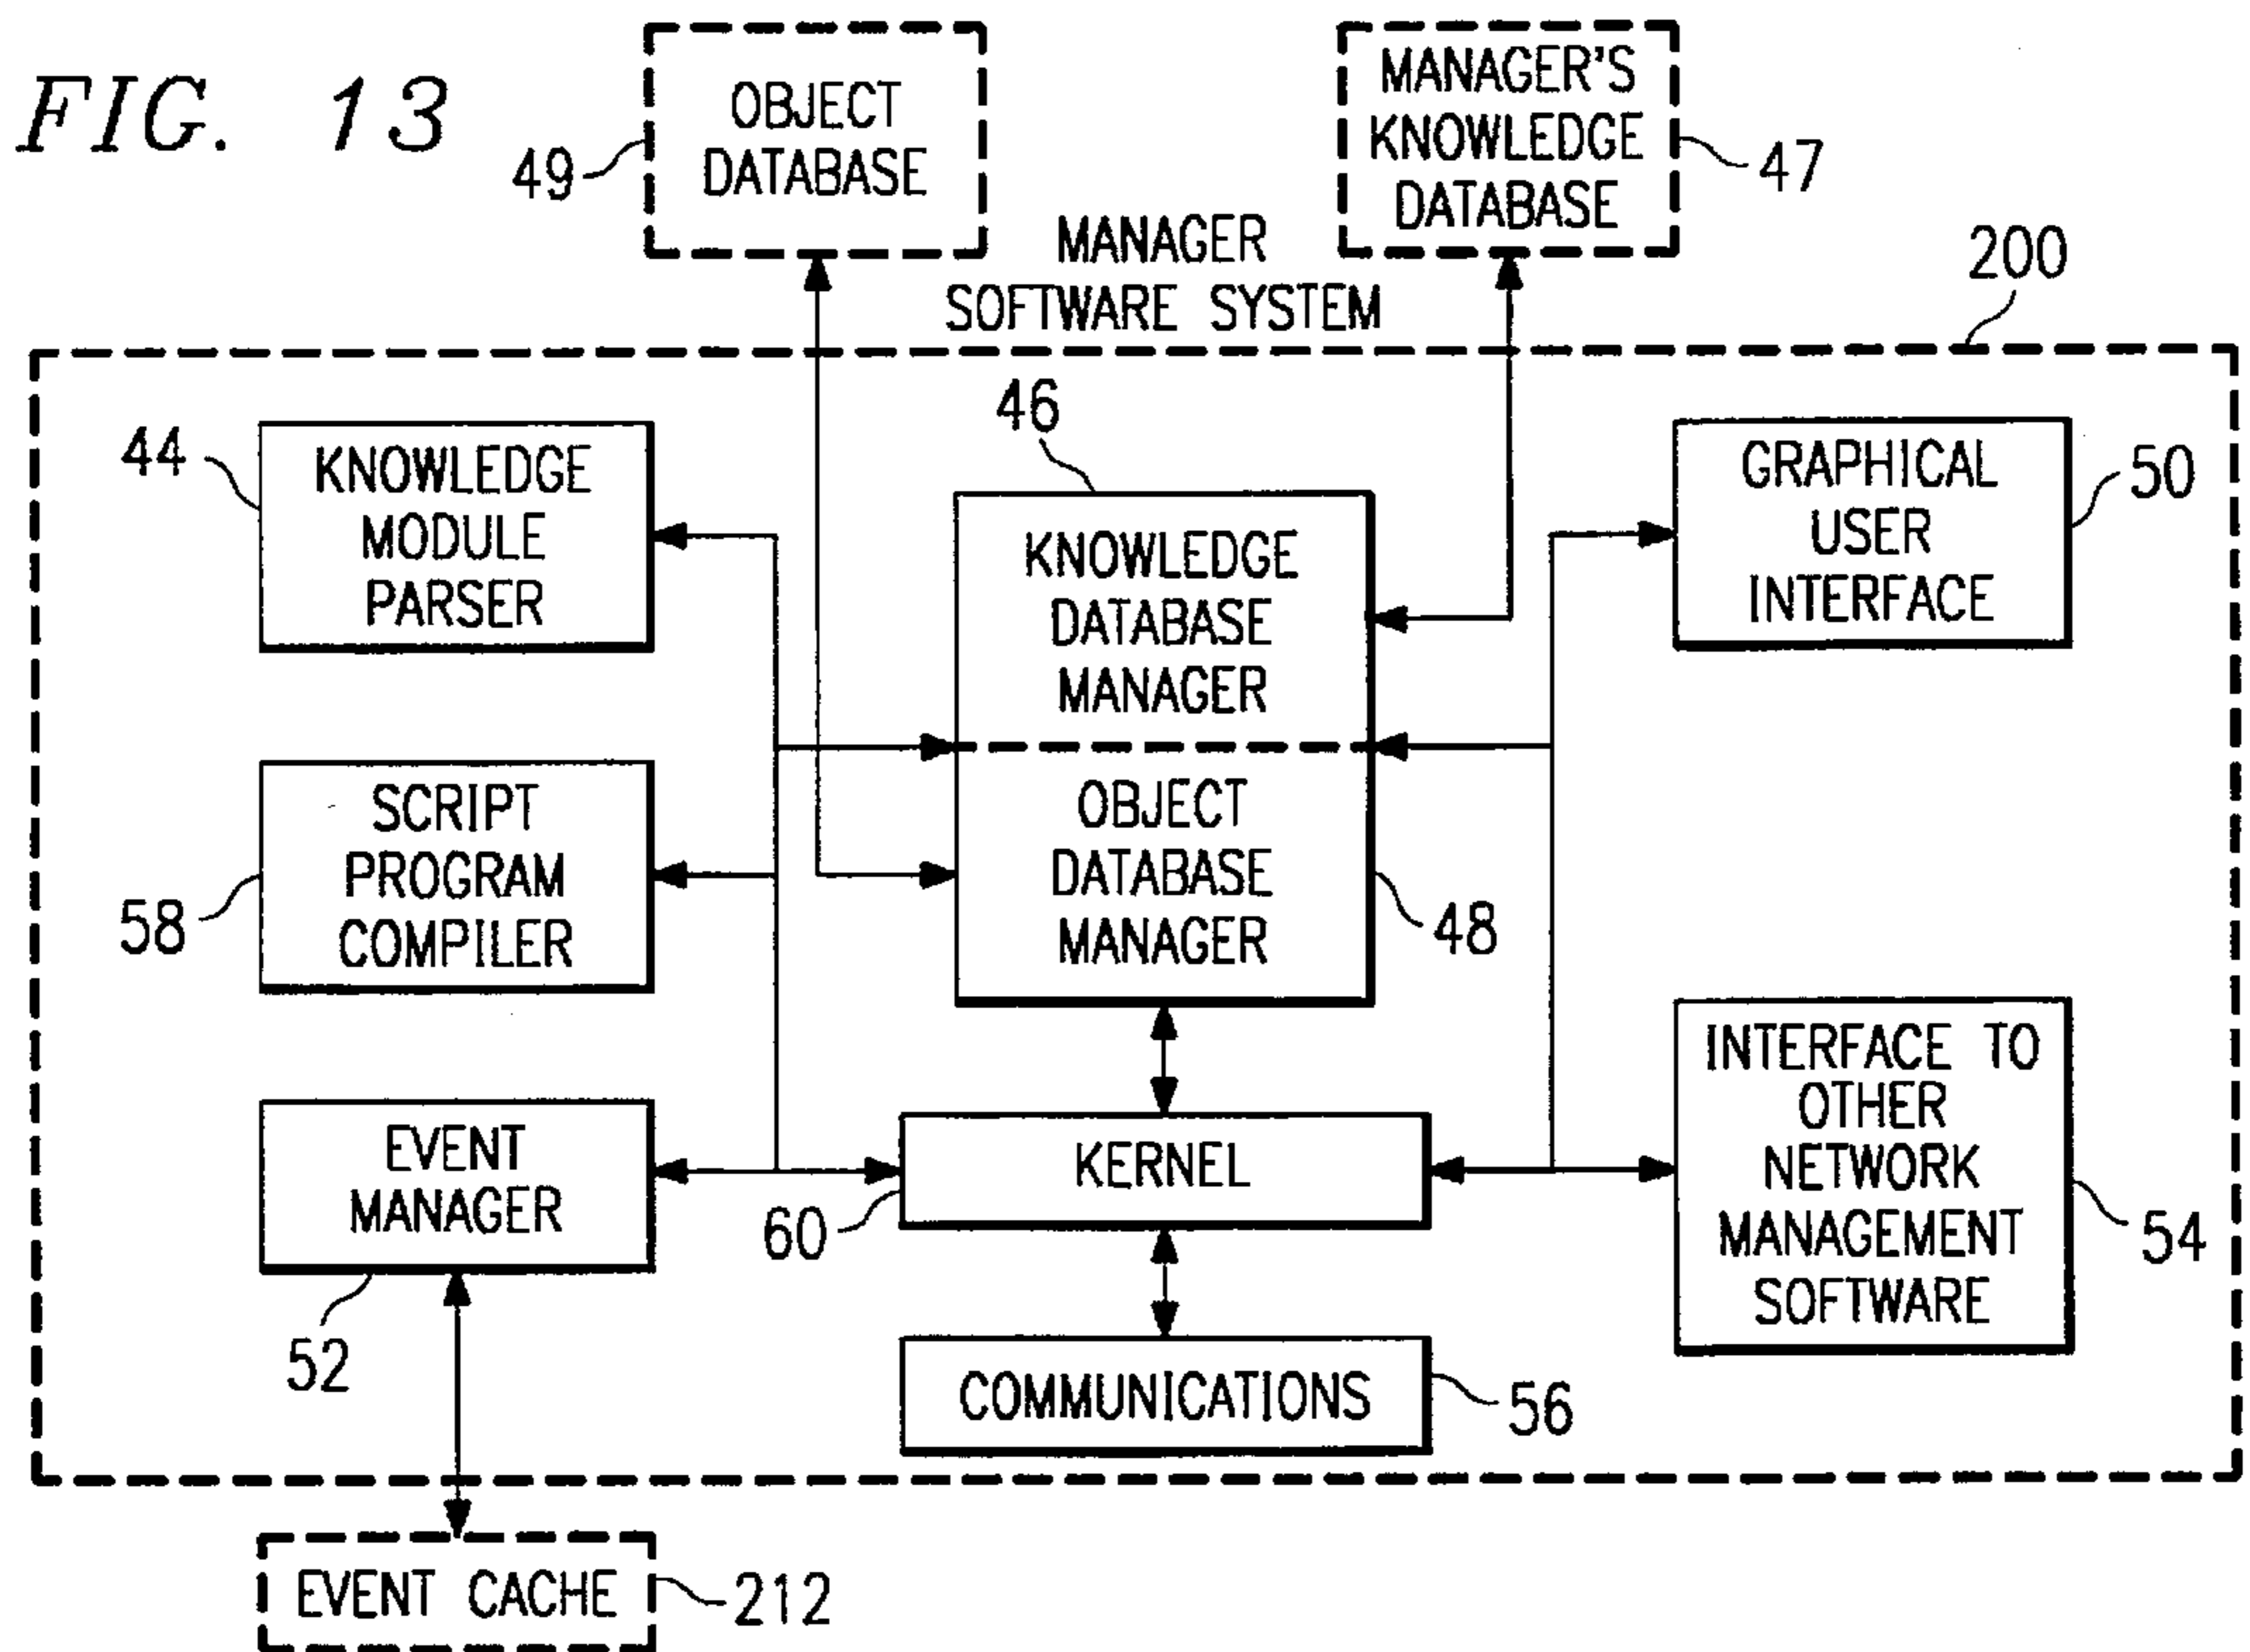 FIG. 13
OBJECT
DATABASE
49
MANAGER'S
KNOWLEDGE
DATABASE
47
MANAGER
SOFTWARE SYSTEM
200
44
KNOWLEDGE
MODULE
PARSER
46
KNOWLEDGE
DATABASE
MANAGER
GRAPHICAL
USER
INTERFACE
50
58
SCRIPT
PROGRAM
COMPILER
OBJECT
DATABASE
MANAGER
48
EVENT
MANAGER
52
KERNEL
60
INTERFACE TO
OTHER
NETWORK
MANAGEMENT
SOFTWARE
54
COMMUNICATIONS
56
EVENT CACHE
212